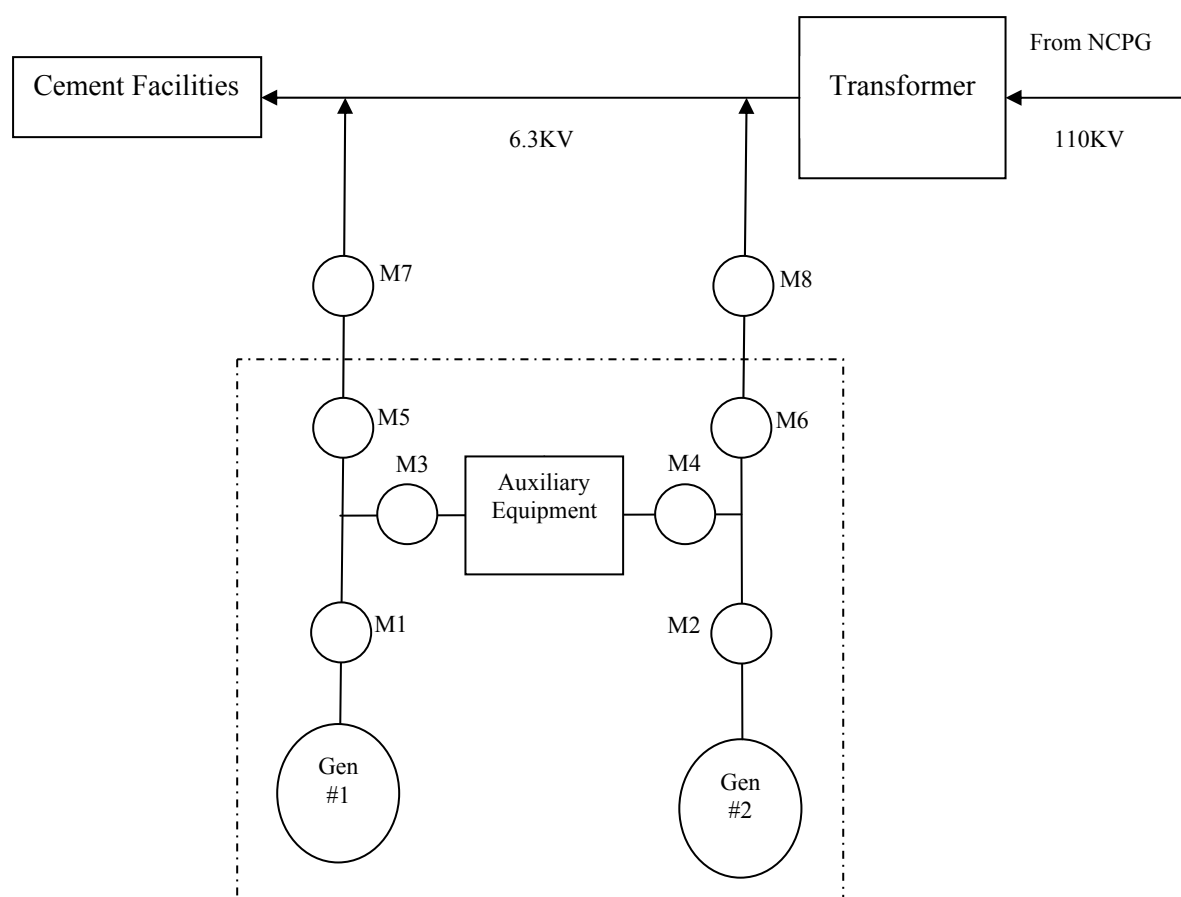 From NCPG
Cement Facilities
Transformer
6.3KV
110KV
M7
M8
M5
M6
M3
M4
Auxiliary
Equipment
M1
M2
Gen
#1
Gen
#2